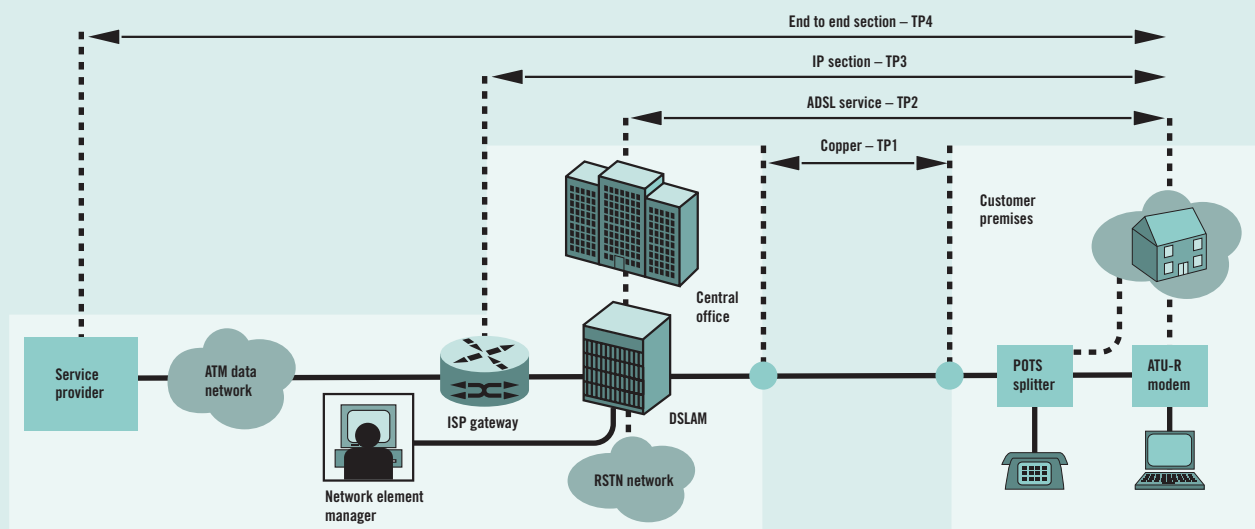 End to end section – TP4
IP section – TP3
ADSL service – TP2
Copper – TP1
Customer
premises
Central
office
Service
provider
ATM data
network
ISP gateway
DSLAM
POTS
splitter
ATU-R
modem
RSTN network
Network element
manager